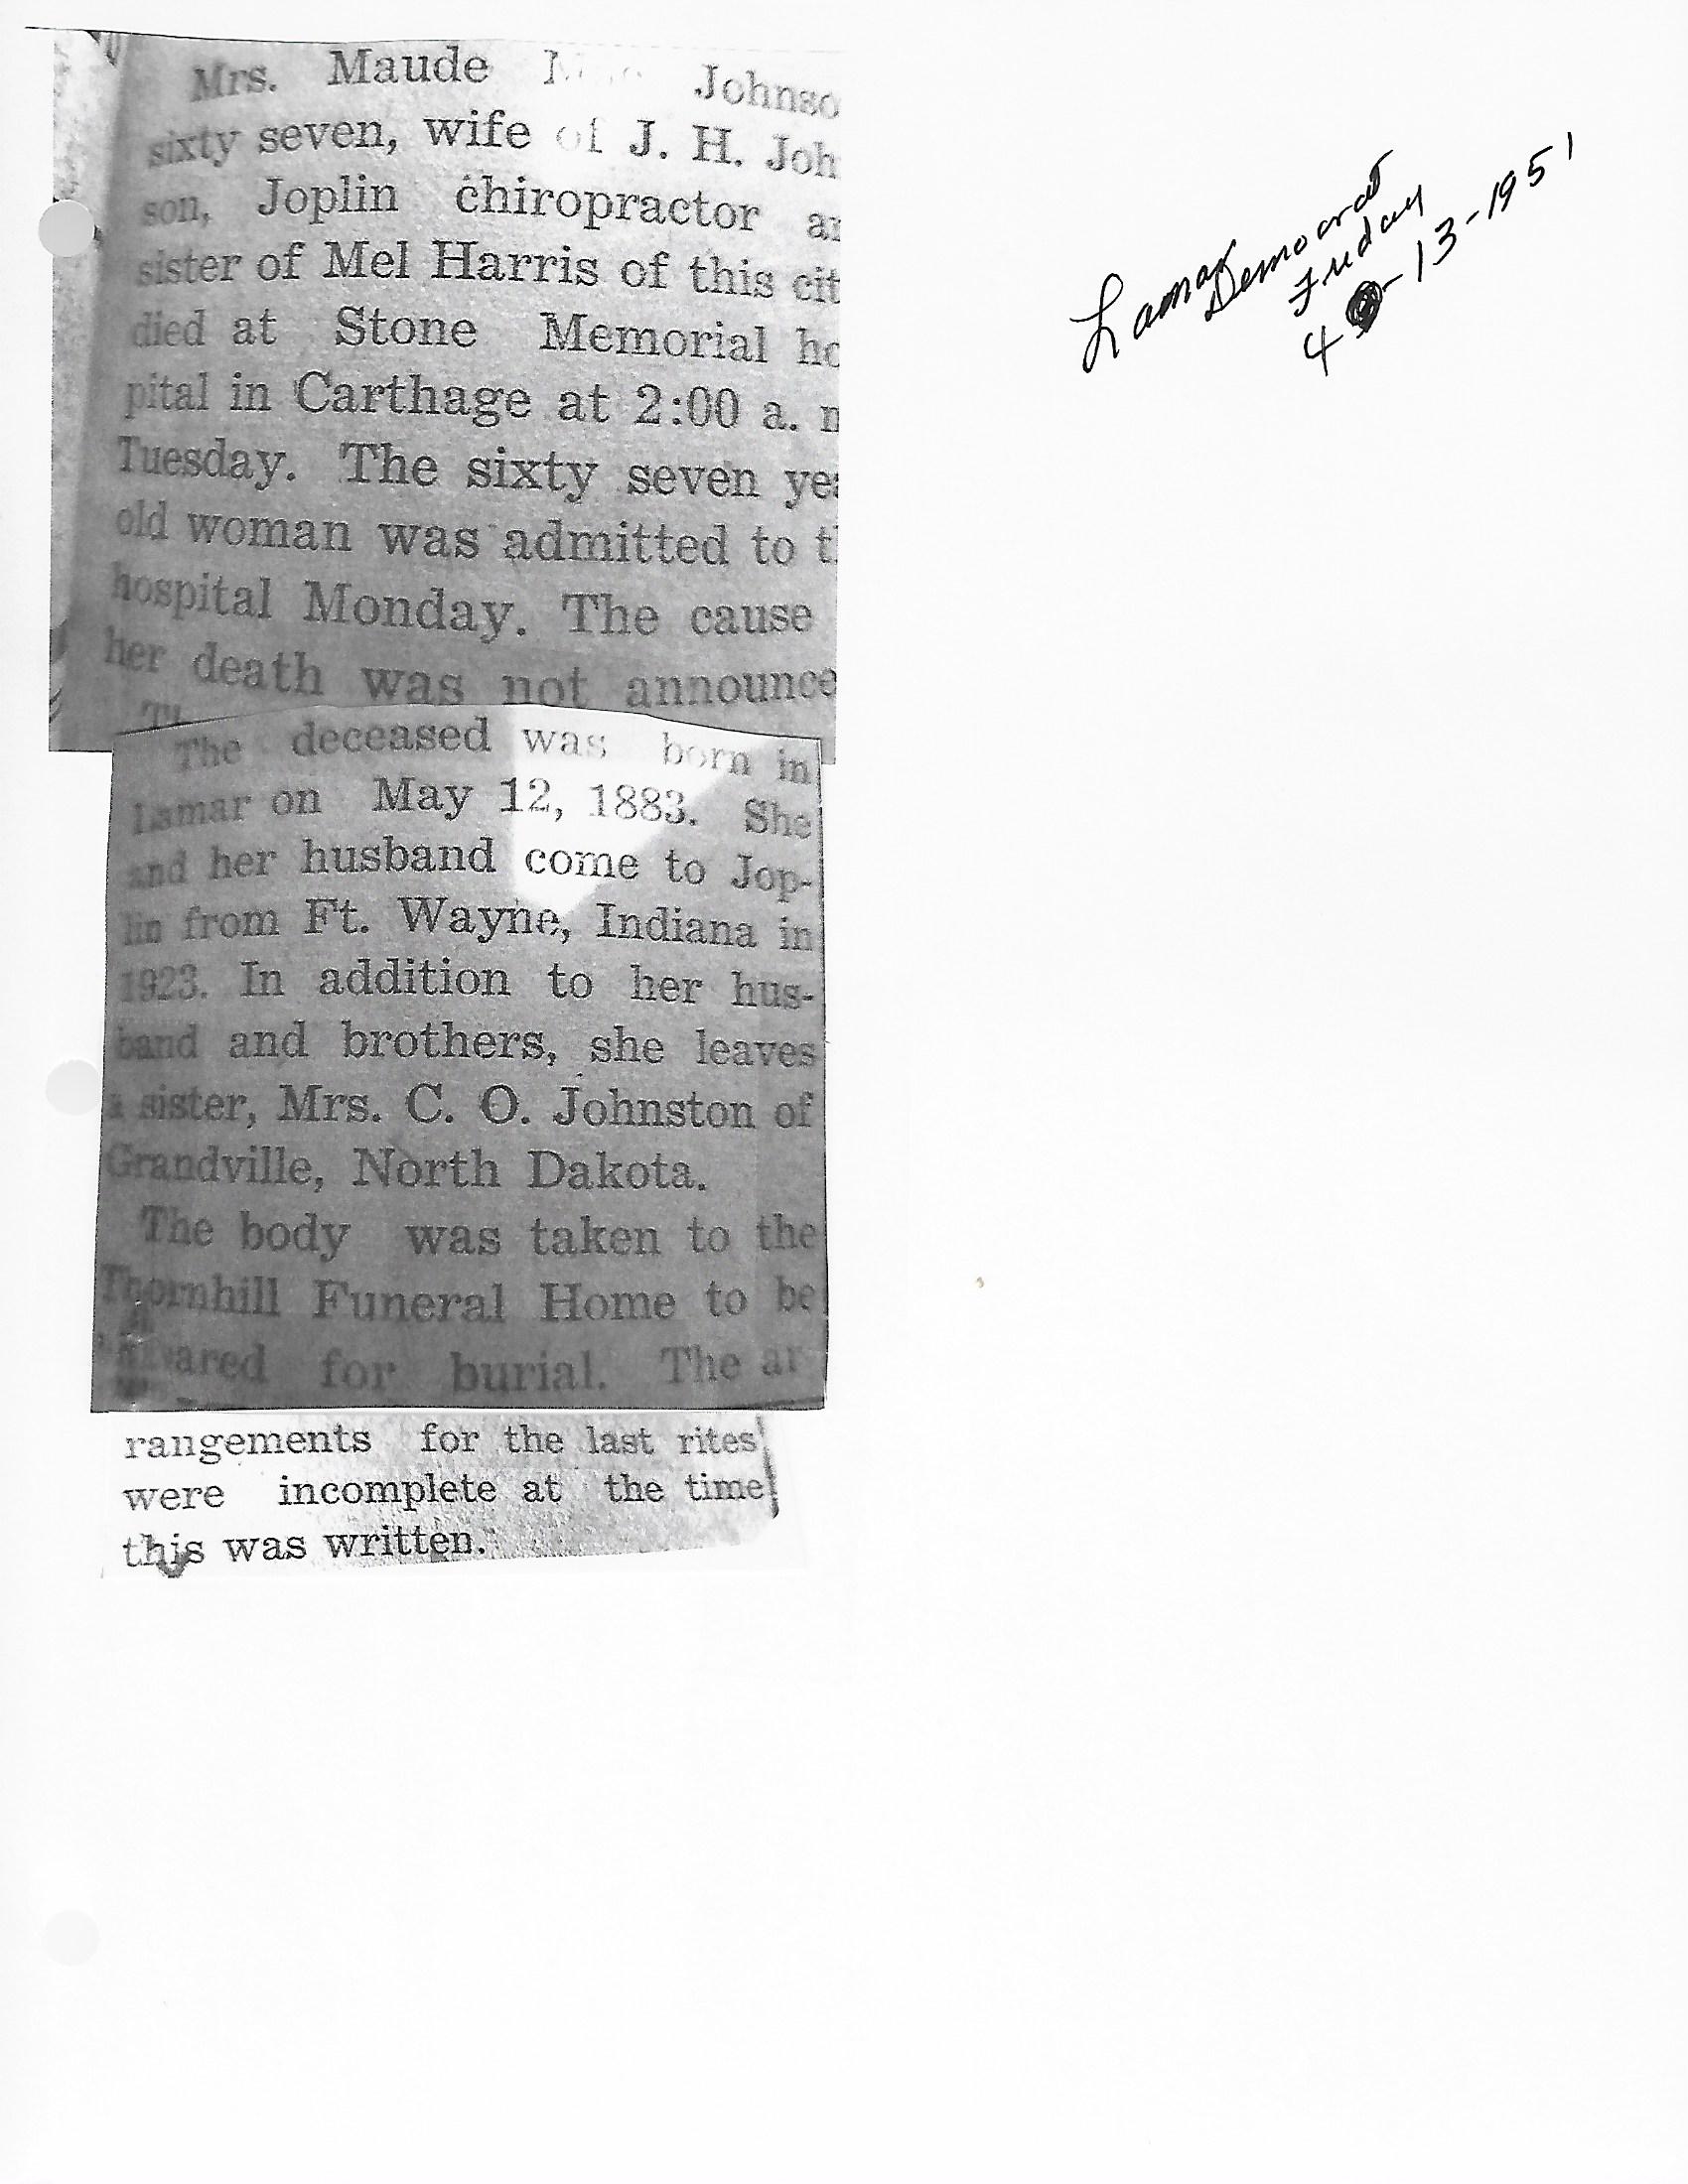 Mrs. Maude Johnso
sixty seven, wife of J. H. Joh
son, Joplin chiropractor an
sister of Mel Harris of this cit
died at Stone Memorial ho
pital in Carthage at 2:00 a. m
Tuesday. The sixty seven yea
old woman was admitted to th
hospital Monday. The cause
her death was not announce
The deceased was born in
Lamar on May 12, 1883. She
and her husband come to Jop-
lin from Ft. Wayne, Indiana in
1923. In addition to her hus-
band and brothers, she leaves
a sister, Mrs. C. O. Johnston of
Grandville, North Dakota.
The body was taken to the
Thornhill Funeral Home to be
for burial. The ar
rangements for the last rites
were incomplete at the time
this was written.
Lamar
Democrat
Friday
4-13-1951